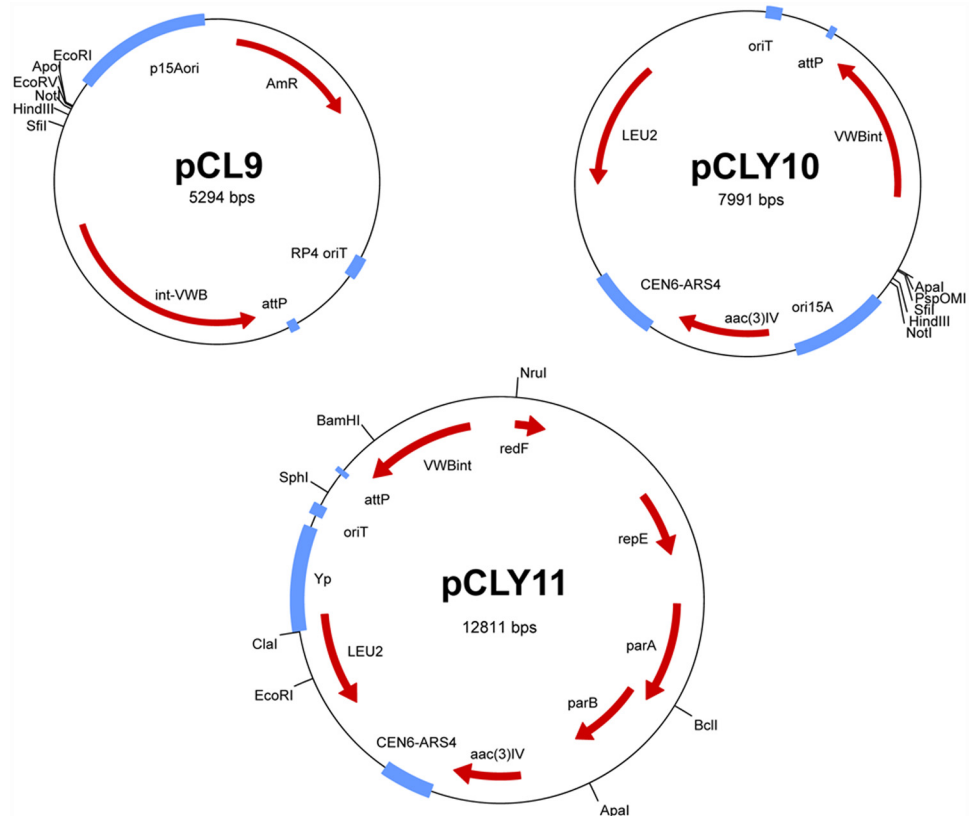 EcoRI
Apo
EcoRV
NotI
HindIII
SfiI
p15Aori
AmR
pCL9
5294 bps
RP4 oriT
int-VWB
attP
oriT
attP
LEU2
VWBint
pCLY10
7991 bps
CEN6-ARS4
ori15A
aac(3)IV
ApaI
PspOMI
SfiI
HindIII
NotI
NruI
BamHI
redF
VWBint
SphI
attP
oriT
repE
Yp
pCLY11
12811 bps
ClaI
LEU2
parA
EcoRI
parB
BclI
CEN6-ARS4
aac(3)IV
ApaI